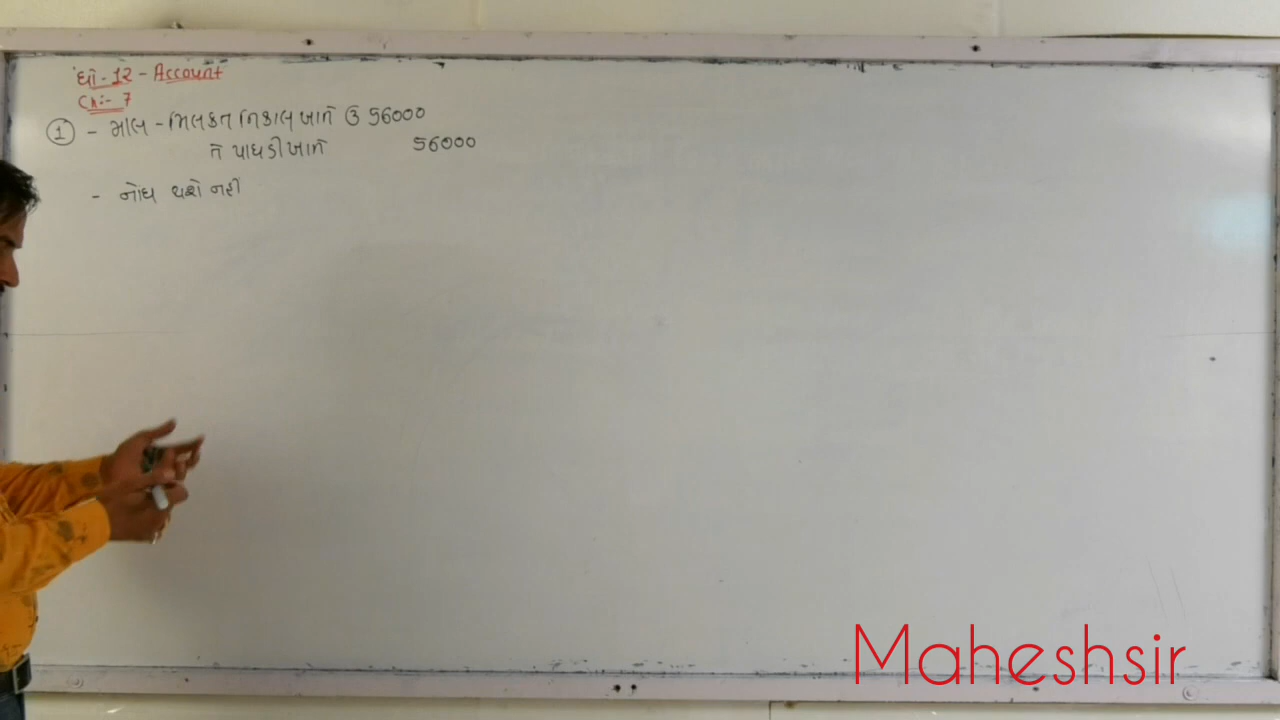 ધો-12 - Account
Ch:- 7
1 - માલ-મિલકત નિકાલ ખાતે ઉ 56000
તે પાઘડી ખાતે 56000
- નોંધ થશે નહીં
Maheshsir